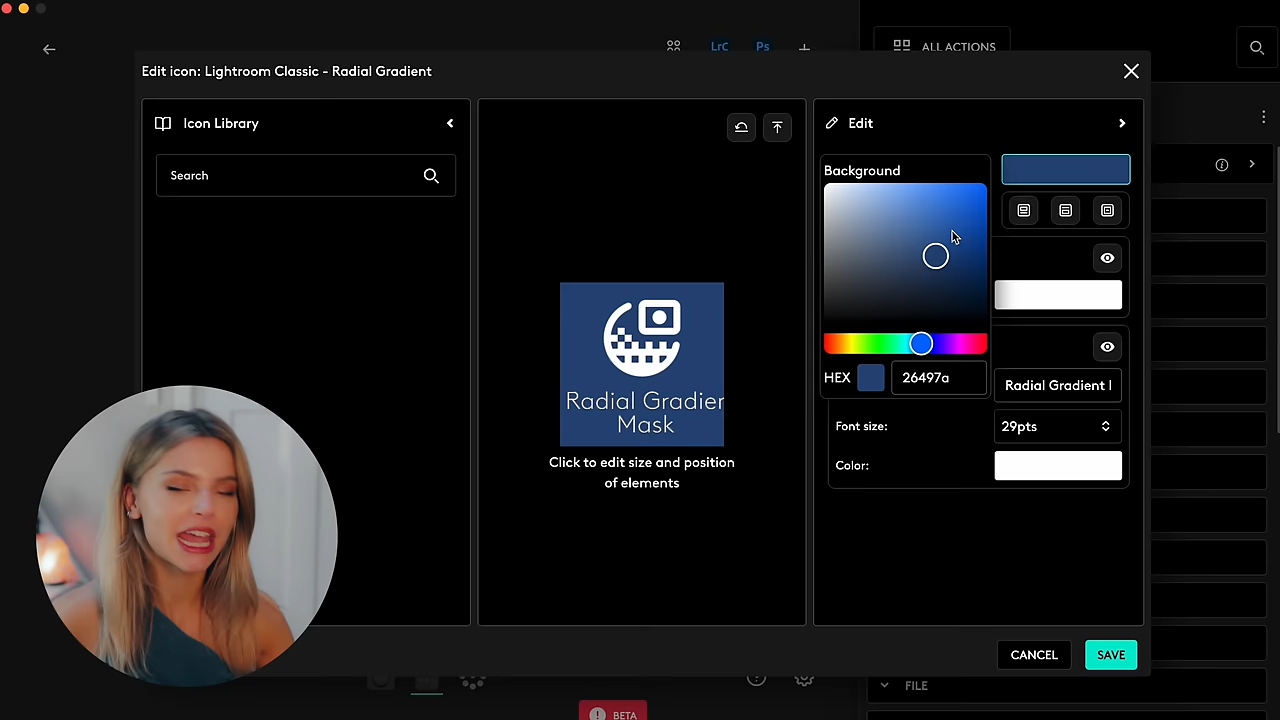 LrC
Ps
ALL ACTIONS
Edit icon: Lightroom Classic - Radial Gradient
Icon Library
Search
Radial Gradier
Mask
Click to edit size and position
of elements
Edit
Background
HEX
26497a
Radial Gradient I
Font size:
29pts
Color:
CANCEL
SAVE
FILE
BETA